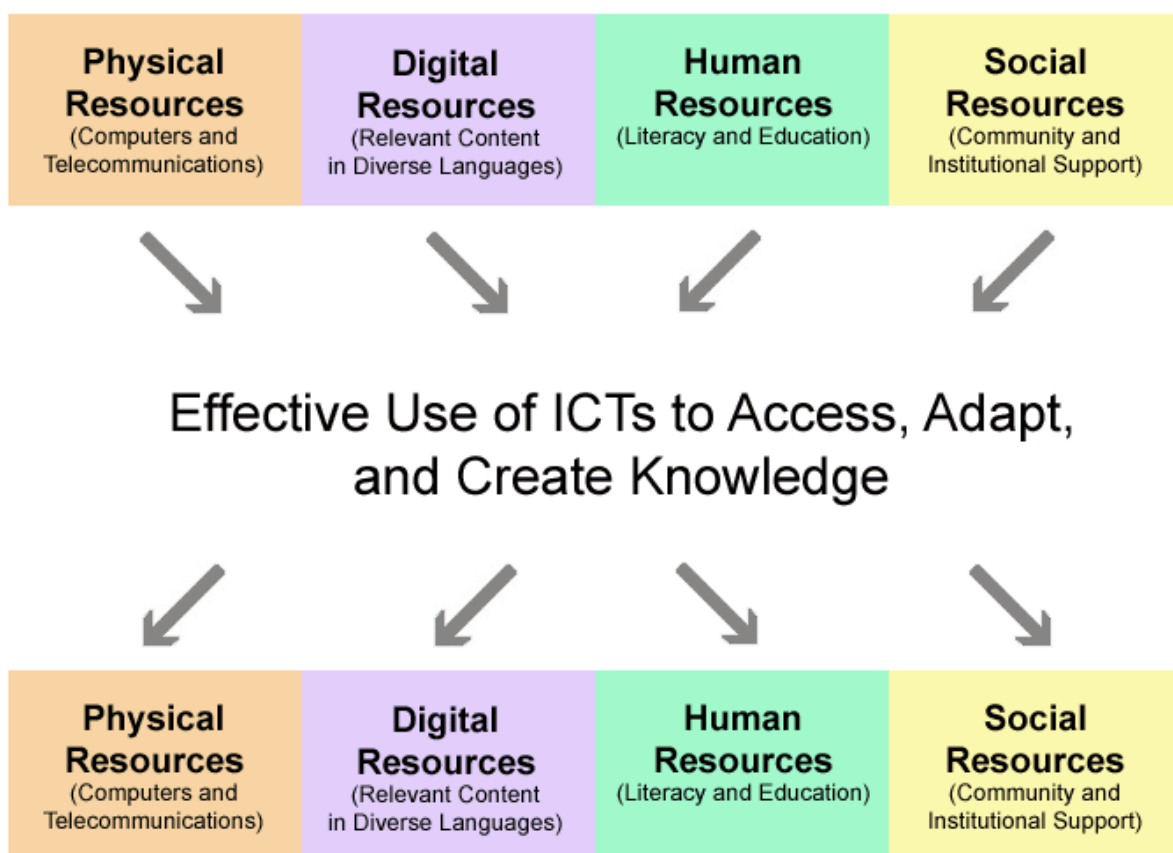 Physical
Resources
(Computers and
Telecommunications)
Digital
Resources
(Relevant Content
in Diverse Languages)
Human
Resources
(Literacy and Education)
Social
Resources
(Community and
Institutional Support)
Effective Use of ICTs to Access, Adapt,
and Create Knowledge
Physical
Resources
(Computers and
Telecommunications)
Digital
Resources
(Relevant Content
in Diverse Languages)
Human
Resources
(Literacy and Education)
Social
Resources
(Community and
Institutional Support)